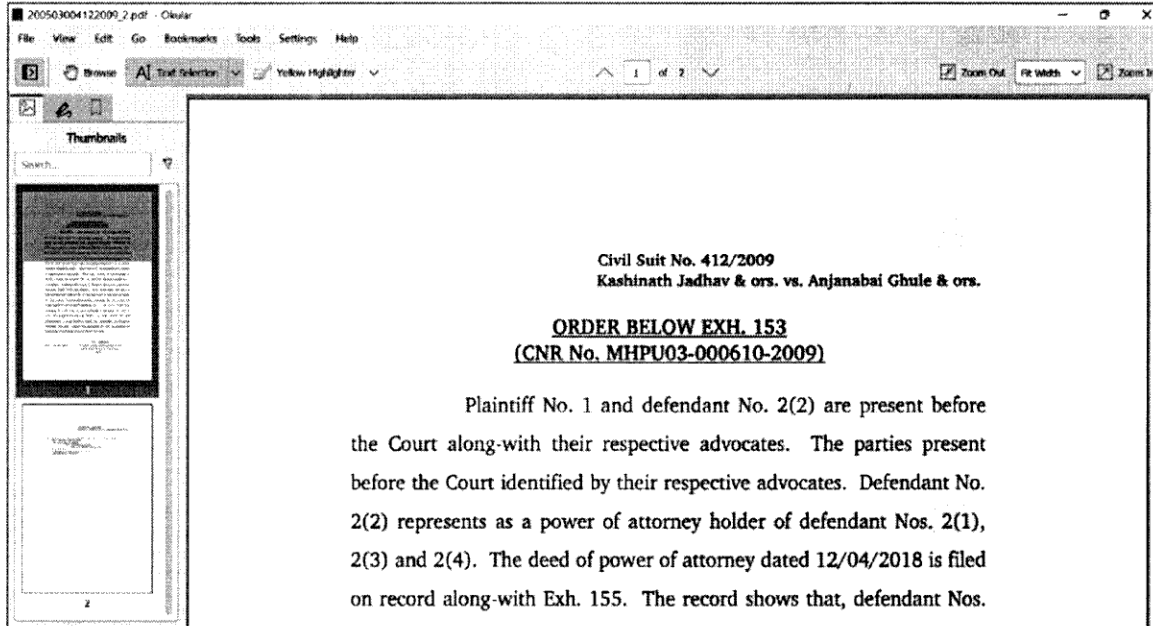 200503004122009_2.pdf - Okular
File View Edit Go Bookmarks Tools Settings Help
Browse Text Selection Yellow Highlighter 1 of 2 Zoom Out Fit Width Zoom In
Thumbnails
Search...
1
2
Civil Suit No. 412/2009
Kashinath Jadhav & ors. vs. Anjanabai Ghule & ors.
ORDER BELOW EXH. 153
(CNR No. MHPU03-000610-2009)
Plaintiff No. 1 and defendant No. 2(2) are present before
the Court along-with their respective advocates. The parties present
before the Court identified by their respective advocates. Defendant No.
2(2) represents as a power of attorney holder of defendant Nos. 2(1),
2(3) and 2(4). The deed of power of attorney dated 12/04/2018 is filed
on record along-with Exh. 155. The record shows that, defendant Nos.